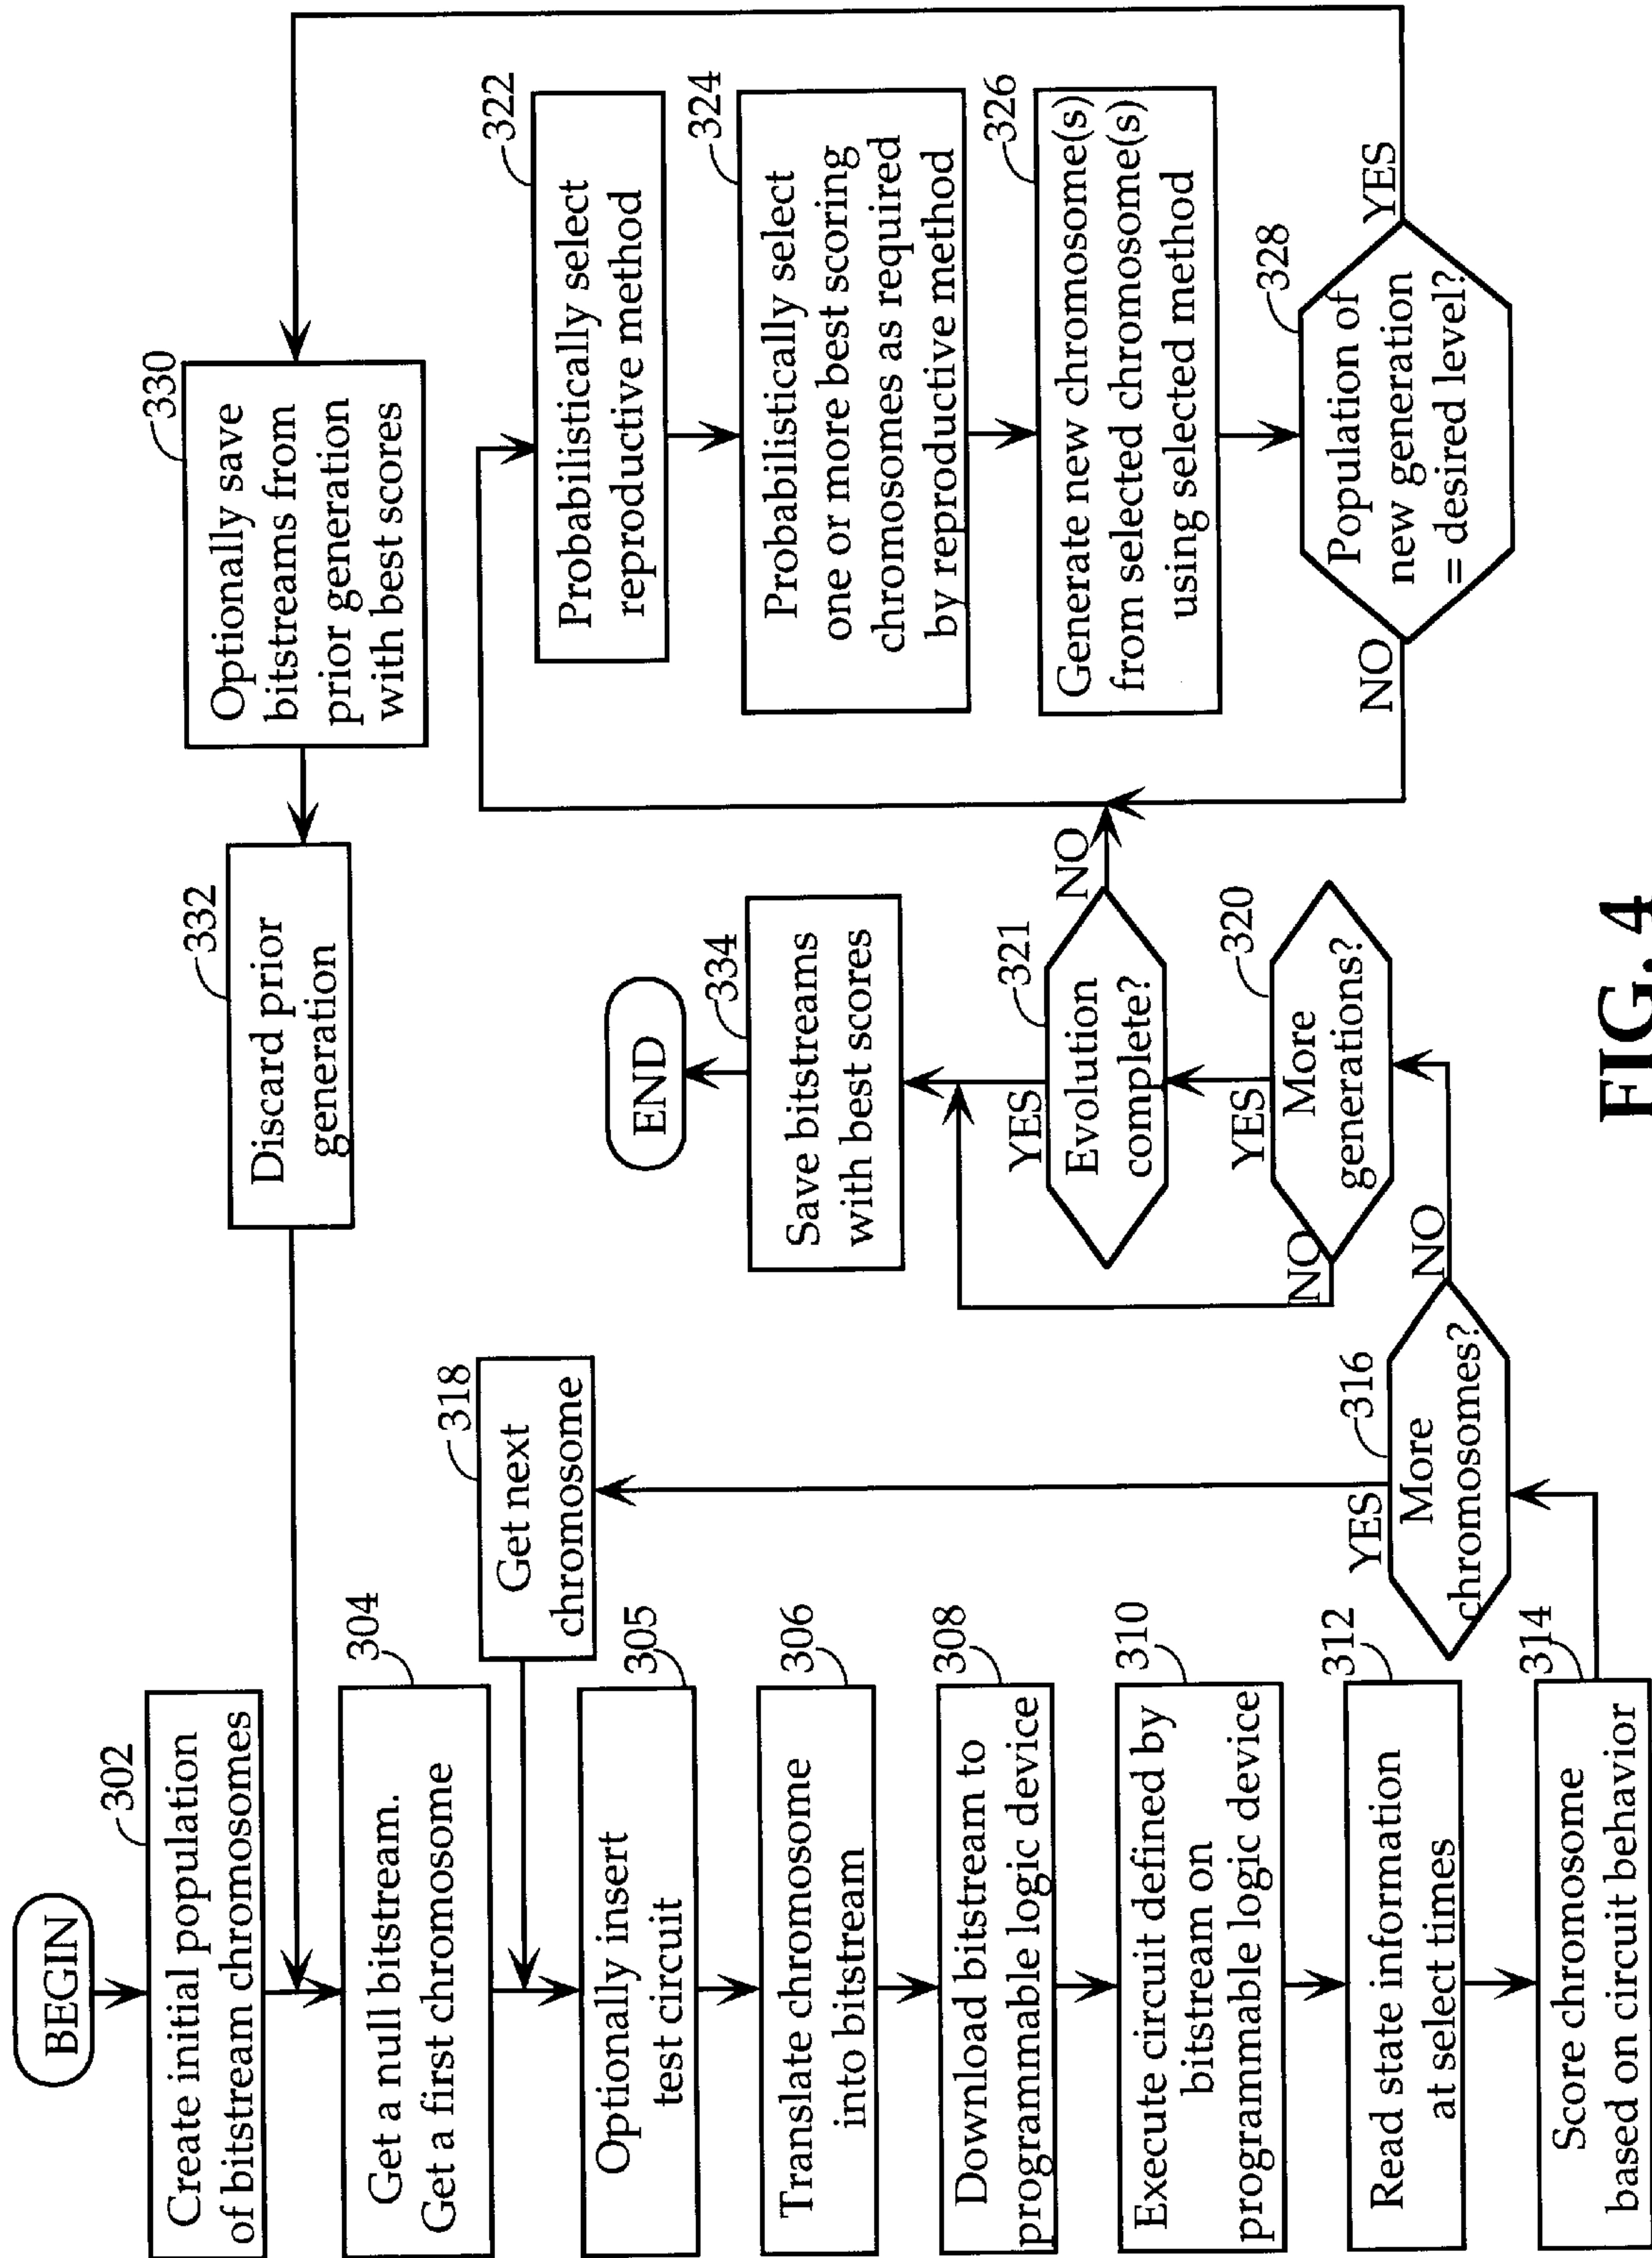 BEGIN
302
Create initial population
of bitstream chromosomes
304
Get a null bitstream.
Get a first chromosome
305
Optionally insert
test circuit
306
Translate chromosome
into bitstream
308
Download bitstream to
programmable logic device
310
Execute circuit defined by
bitstream on
programmable logic device
312
Read state information
at select times
314
Score chromosome
based on circuit behavior
318
Get next
chromosome
316
More
chromosomes?
YES
NO
320
More
generations?
YES
NO
321
Evolution
complete?
YES
NO
334
Save bitstreams
with best scores
END
332
Discard prior
generation
330
Optionally save
bitstreams from
prior generation
with best scores
322
Probabilistically select
reproductive method
324
Probabilistically select
one or more best scoring
chromosomes as required
by reproductive method
326
Generate new chromosome(s)
from selected chromosome(s)
using selected method
328
Population of
new generation
= desired level?
YES
NO
FIG. 4